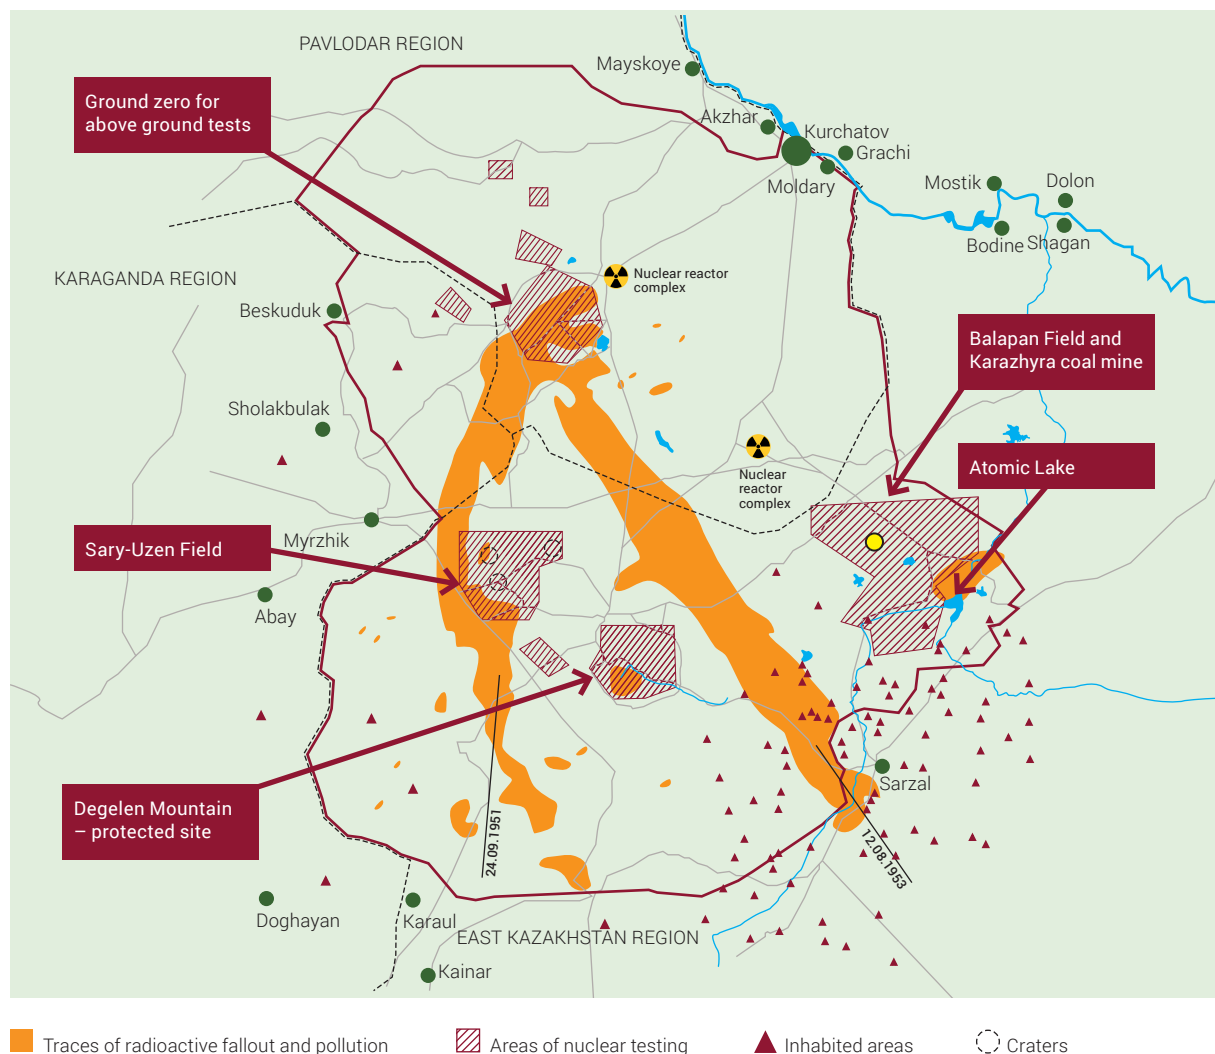 PAVLODAR REGION
Mayskoye
Ground zero for
above ground tests
Akzhar
Kurchatov
Grachi
Moldary
Mostik
Dolon
Bodine
Shagan
KARAGANDA REGION
Nuclear reactor
complex
Beskuduk
Balapan Field and
Karazhyra coal mine
Sholakbulak
Atomic Lake
Nuclear
reactor
complex
Sary-Uzen Field
Myrzhik
Abay
Sarzal
Degelen Mountain
– protected site
24.09.1951
12.08.1953
Doghayan
Karaul
EAST KAZAKHSTAN REGION
Kainar
Traces of radioactive fallout and pollution
Areas of nuclear testing
Inhabited areas
Craters